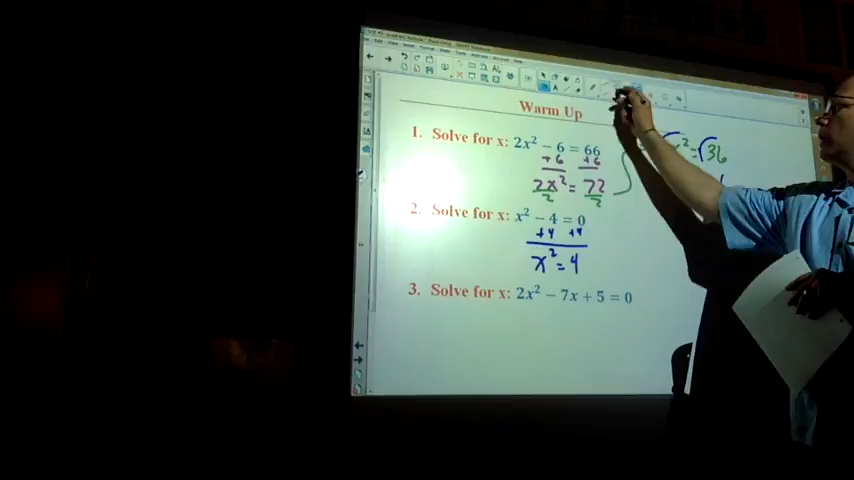 Warm Up
1. Solve for x: 2x² − 6 = 66
+6 +6
2x² = 72
2 2
x² = √36
2. Solve for x: x² − 4 = 0
+4 +4
x² = 4
3. Solve for x: 2x² − 7x + 5 = 0